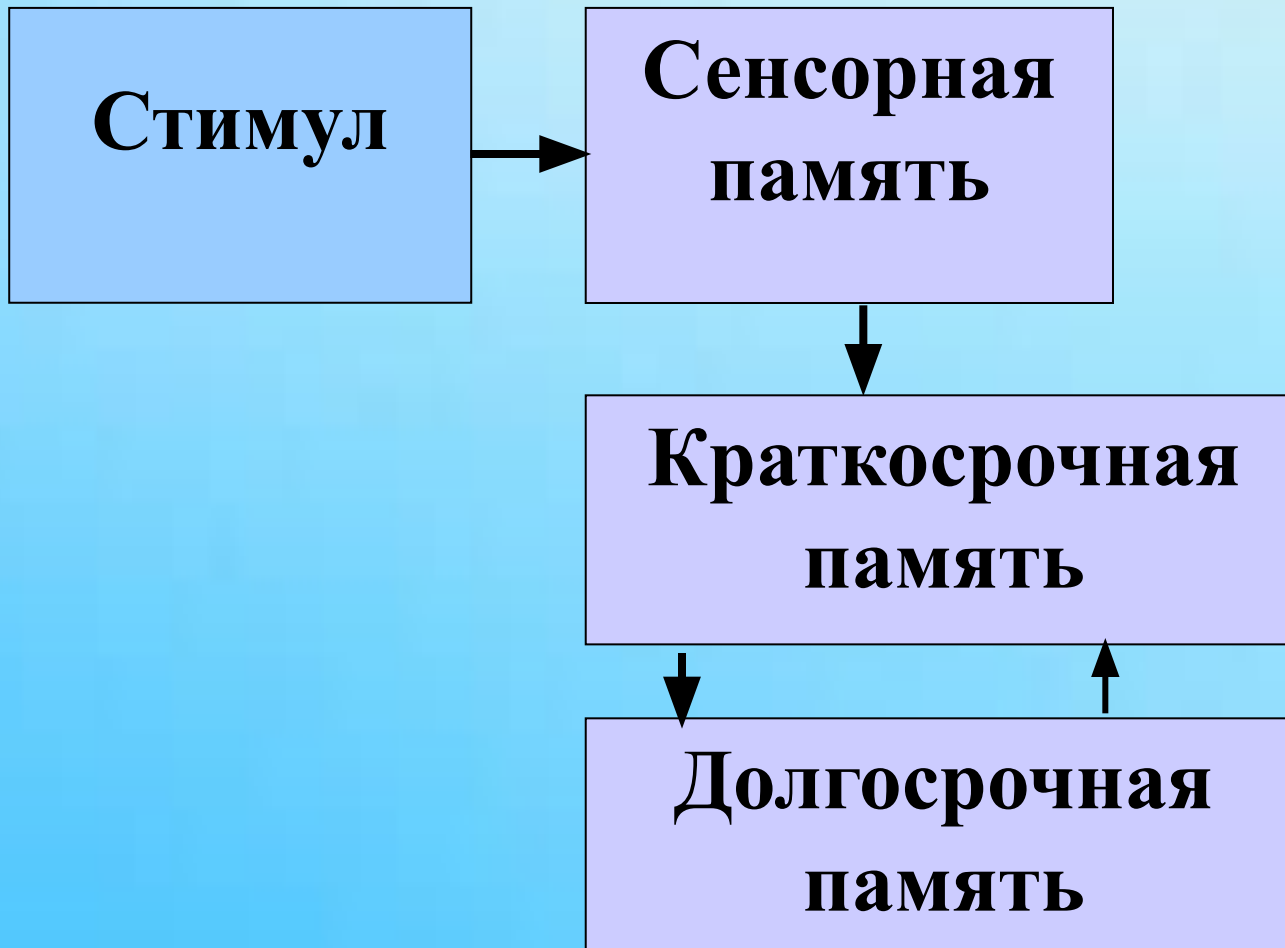 Стимул
Сенсорная
память
Краткосрочная
память
Долгосрочная
память